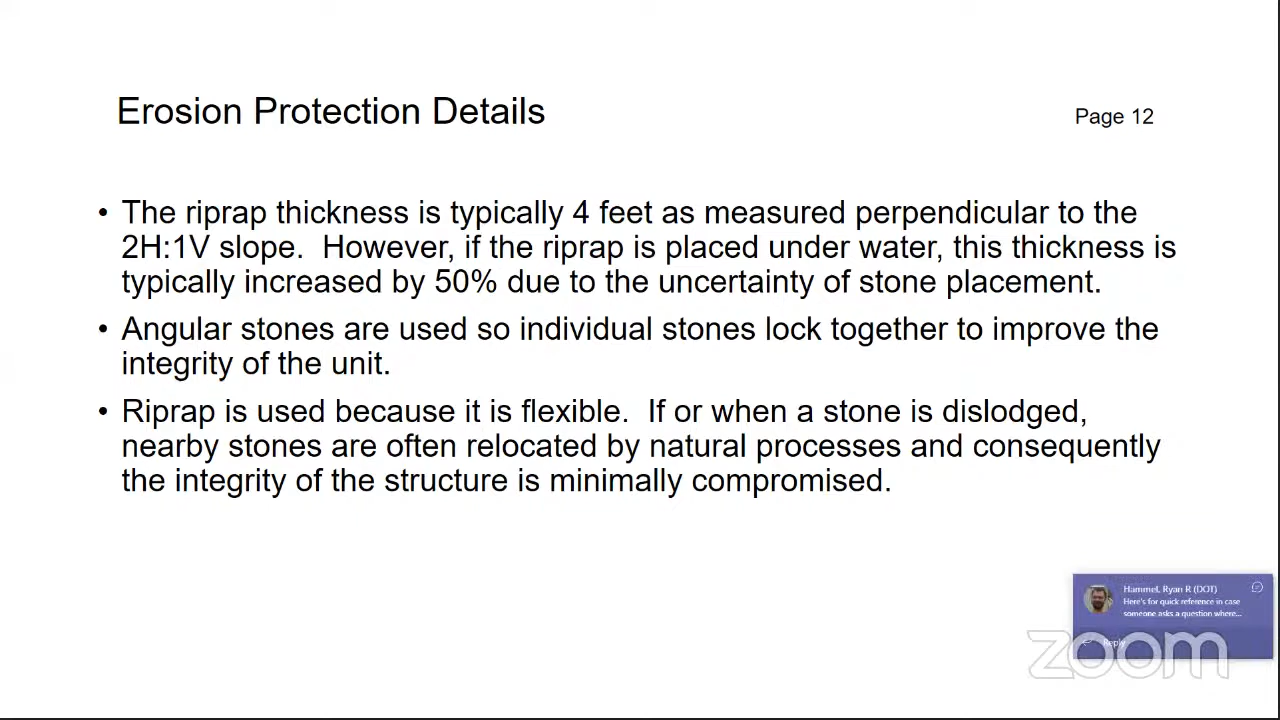 Erosion Protection Details
Page 12
• The riprap thickness is typically 4 feet as measured perpendicular to the
2H:1V slope.  However, if the riprap is placed under water, this thickness is
typically increased by 50% due to the uncertainty of stone placement.
• Angular stones are used so individual stones lock together to improve the
integrity of the unit.
• Riprap is used because it is flexible.  If or when a stone is dislodged,
nearby stones are often relocated by natural processes and consequently
the integrity of the structure is minimally compromised.
Hammel, Ryan R (DOT)
Here's for quick reference in case
someone asks a question where...
Reply
zoom